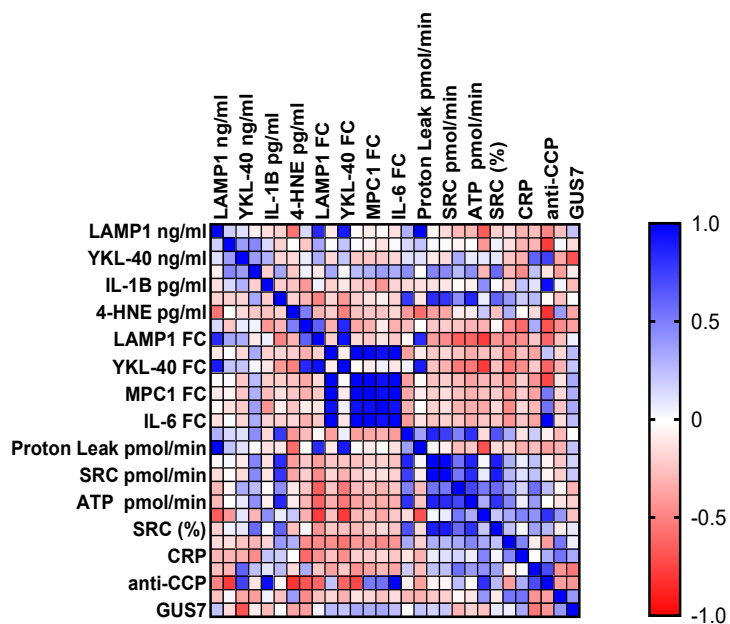 LAMP1 ng/ml
YKL-40 ng/ml
IL-1B pg/ml
4-HNE pg/ml
LAMP1 FC
YKL-40 FC
MPC1 FC
IL-6 FC
Proton Leak pmol/min
SRC pmol/min
ATP pmol/min
SRC (%)
CRP
anti-CCP
GUS7
LAMP1 ng/ml
YKL-40 ng/ml
IL-1B pg/ml
4-HNE pg/ml
LAMP1 FC
YKL-40 FC
MPC1 FC
IL-6 FC
Proton Leak pmol/min
SRC pmol/min
ATP pmol/min
SRC (%)
CRP
anti-CCP
GUS7
1.0
0.5
0
-0.5
-1.0